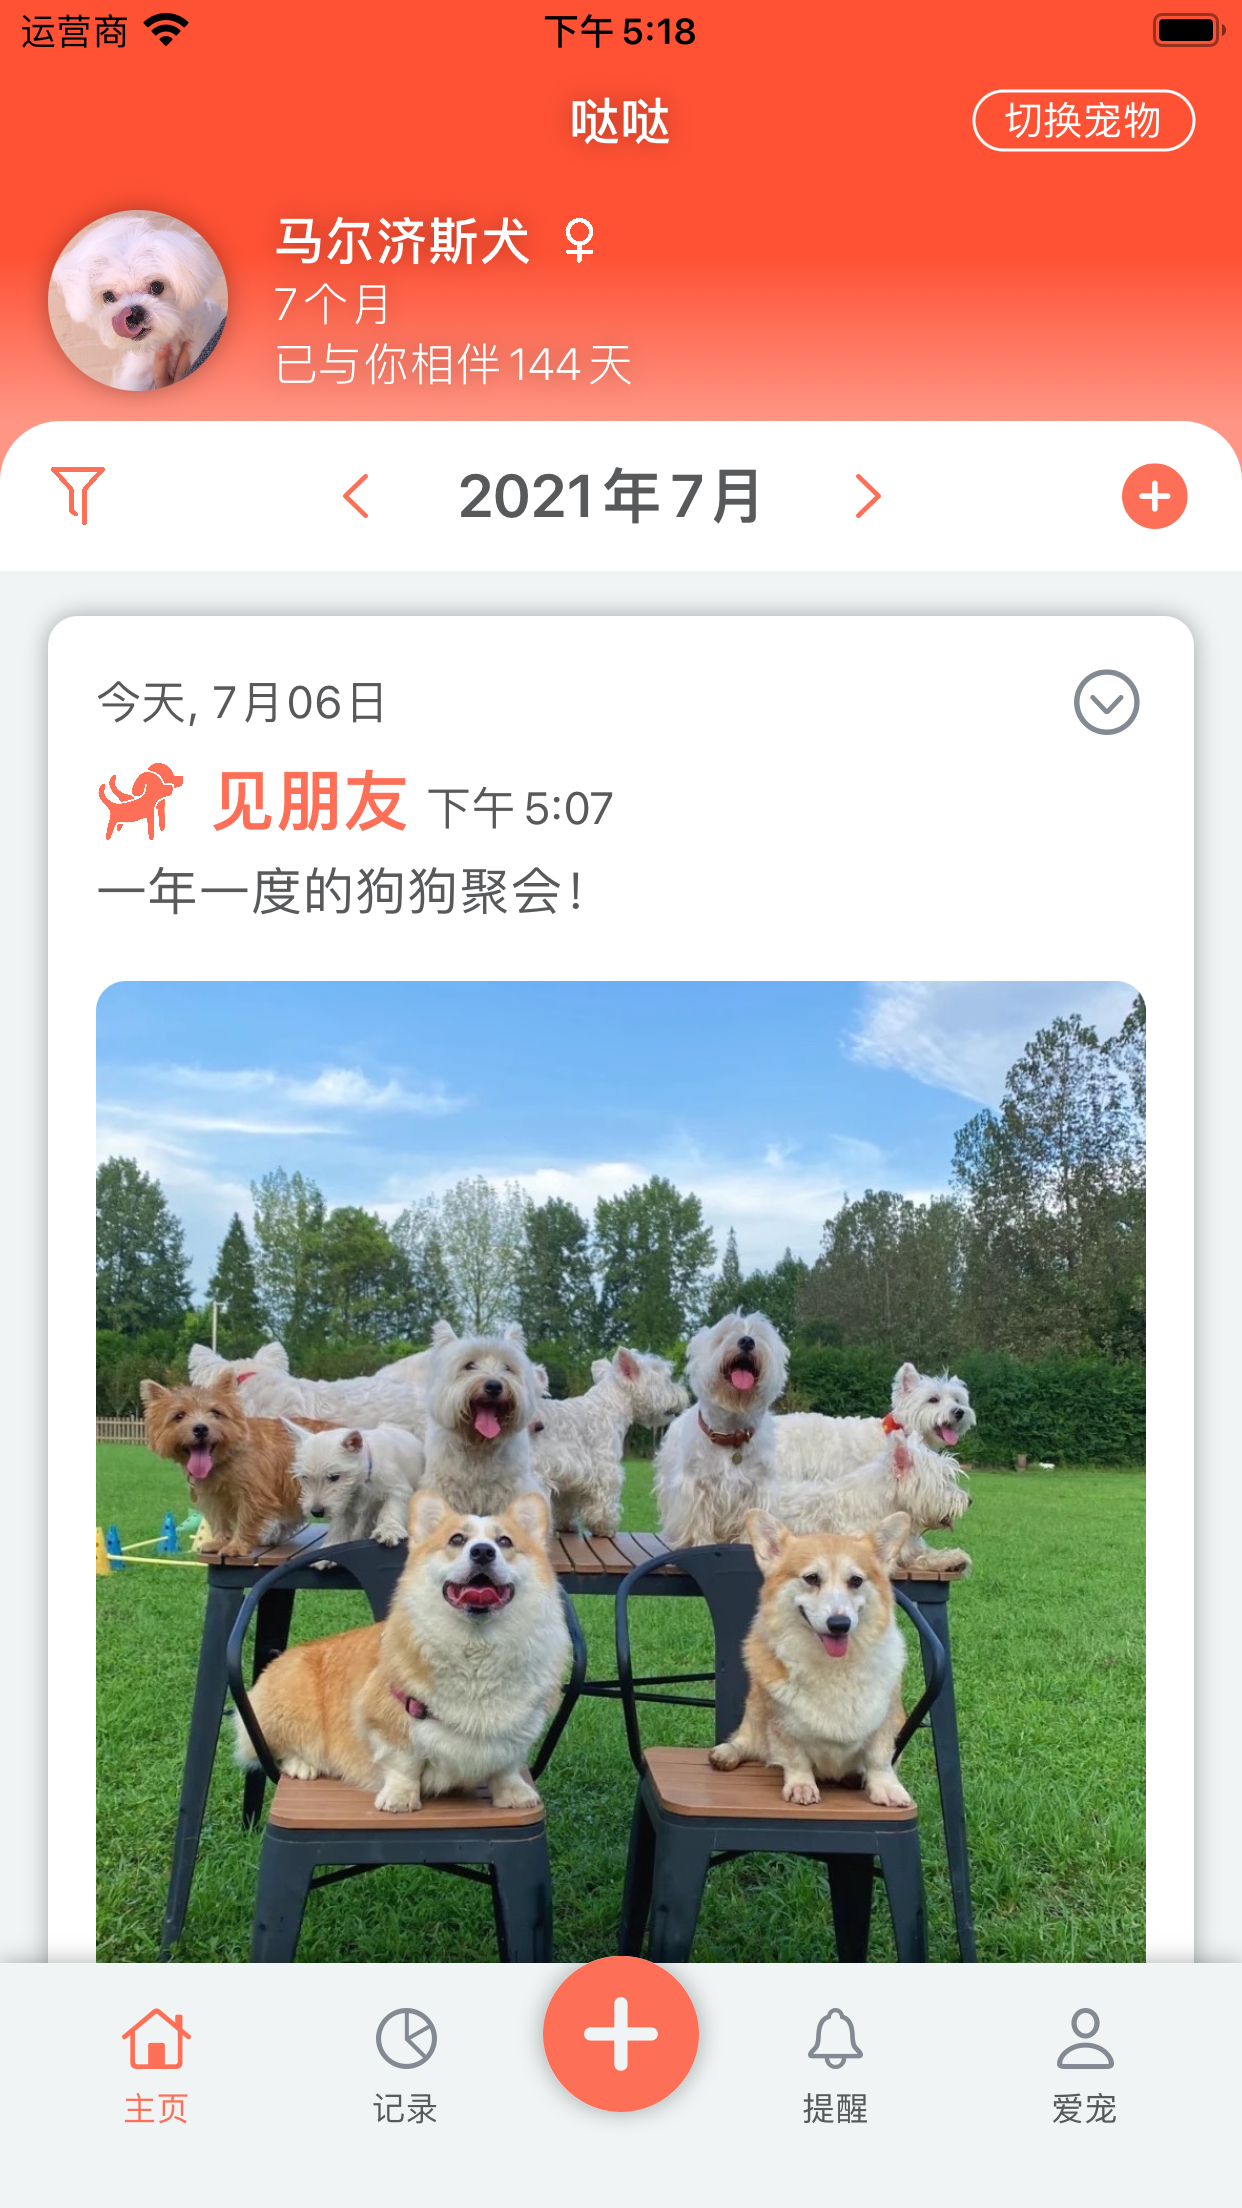 运营商
下午 5:18
哒哒
切换宠物
马尔济斯犬
7个月
已与你相伴144天
2021年7月
今天, 7月06日
见朋友 下午 5:07
一年一度的狗狗聚会！
主页
记录
提醒
爱宠